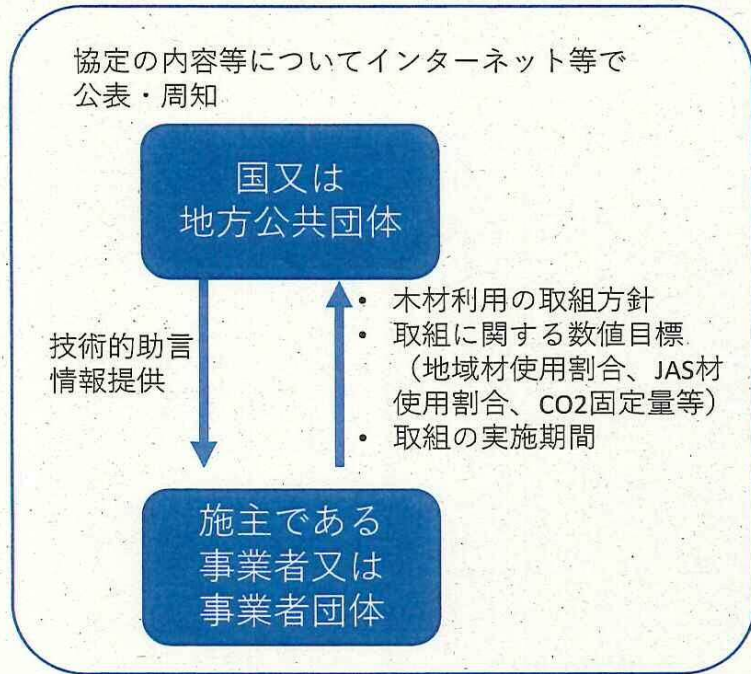 協定の内容等についてインターネット等で
公表・周知
国又は
地方公共団体
技術的助言
情報提供
• 木材利用の取組方針
• 取組に関する数値目標
（地域材使用割合、JAS材
使用割合、CO2固定量等）
• 取組の実施期間
施主である
事業者又は
事業者団体